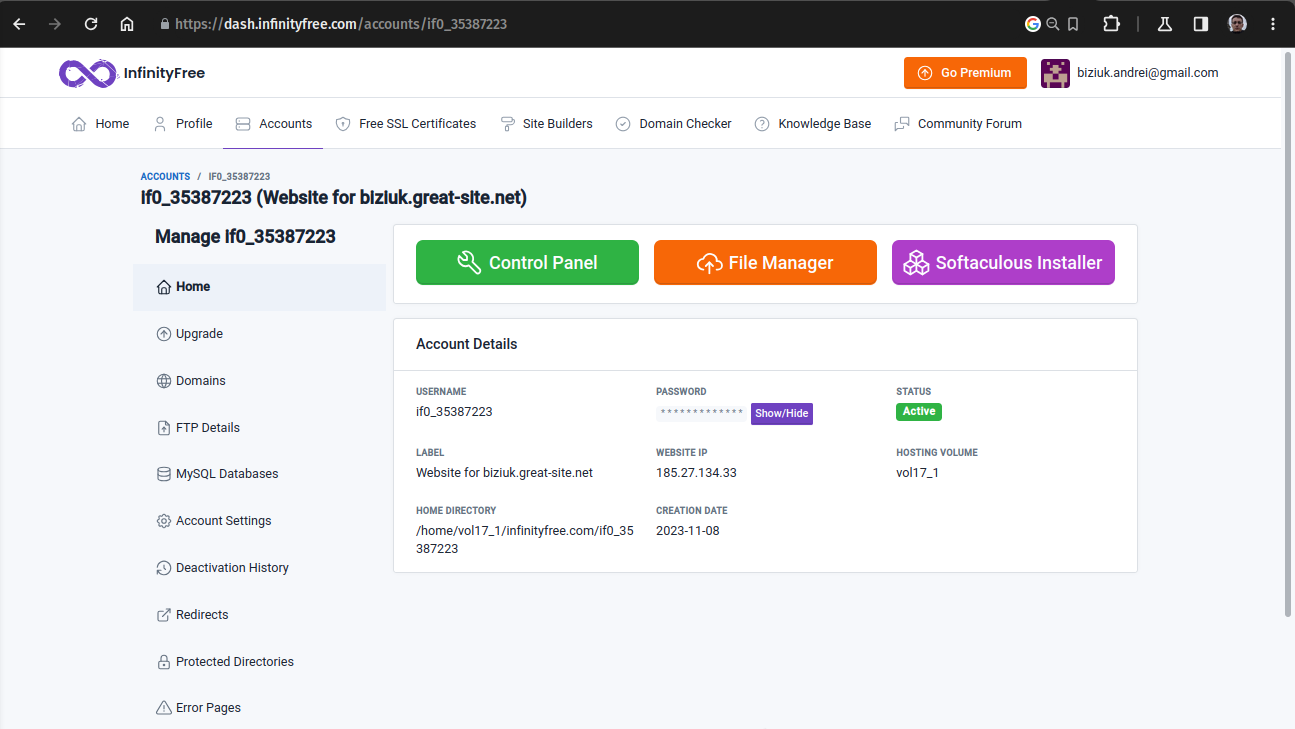 https://dash.infinityfree.com/accounts/if0_35387223
InfinityFree
Go Premium
biziuk.andrei@gmail.com
Home
Profile
Accounts
Free SSL Certificates
Site Builders
Domain Checker
Knowledge Base
Community Forum
ACCOUNTS / IF0_35387223
if0_35387223 (Website for biziuk.great-site.net)
Manage if0_35387223
Home
Upgrade
Domains
FTP Details
MySQL Databases
Account Settings
Deactivation History
Redirects
Protected Directories
Error Pages
Control Panel
File Manager
Softaculous Installer
Account Details
USERNAME
if0_35387223
PASSWORD
*************
Show/Hide
STATUS
Active
LABEL
Website for biziuk.great-site.net
WEBSITE IP
185.27.134.33
HOSTING VOLUME
vol17_1
HOME DIRECTORY
/home/vol17_1/infinityfree.com/if0_35
387223
CREATION DATE
2023-11-08